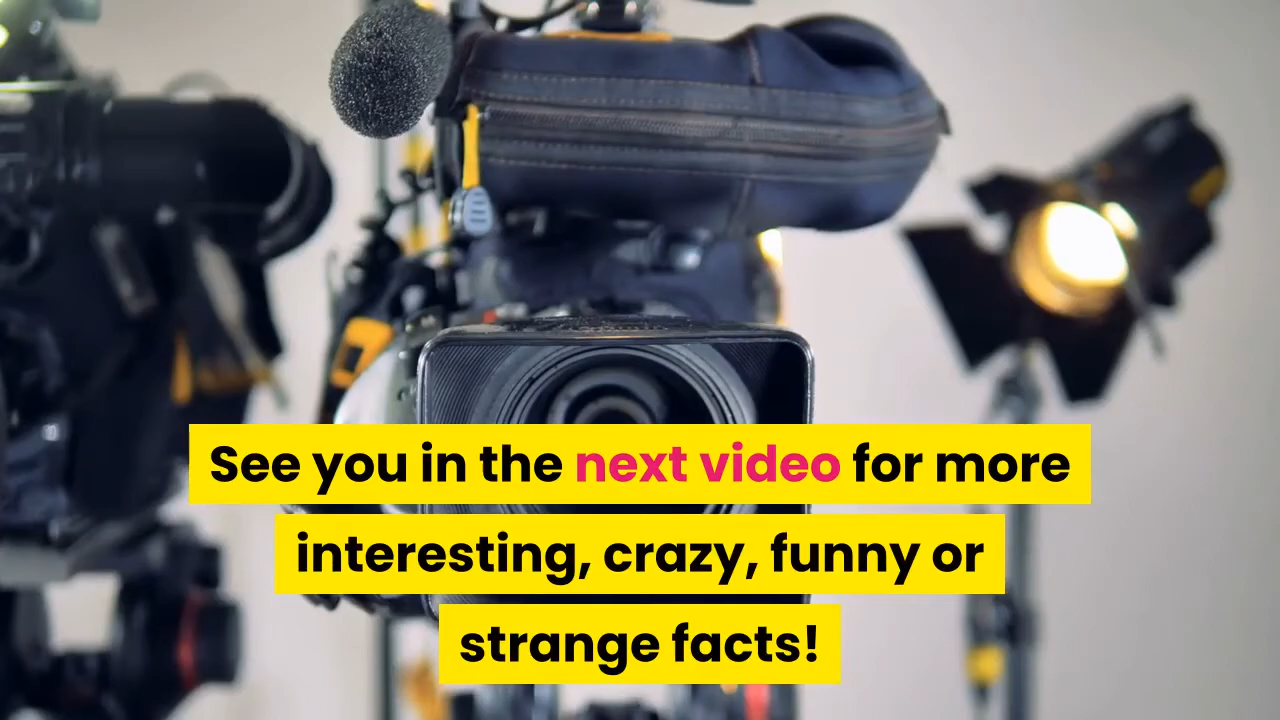 See you in the next video for more
interesting, crazy, funny or
strange facts!